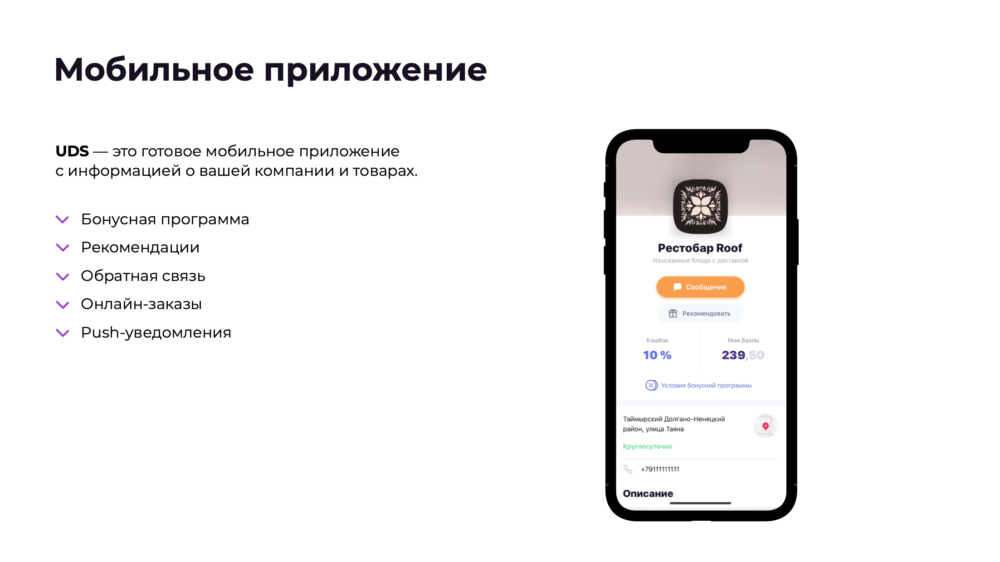 Мобильное приложение
UDS — это готовое мобильное приложение
с информацией о вашей компании и товарах.
Бонусная программа
Рекомендации
Обратная связь
Онлайн-заказы
Push-уведомления
Рестобар Roof
Изысканные блюда с доставкой
Сообщение
Рекомендовать
Кэшбэк
10 %
Мои баллы
239,50
Условия бонусной программы
Таймырский Долгано-Ненецкий
район, улица Таяна
Круглосуточно
+79111111111
Описание